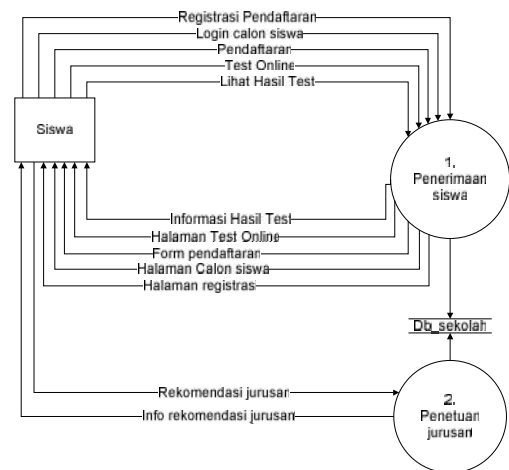 Registrasi Pendaftaran
Login calon siswa
Pendaftaran
Test Online
Lihat Hasil Test
Siswa
1.
Penerimaan
siswa
Informasi Hasil Test
Halaman Test Online
Form pendaftaran
Halaman Calon siswa
Halaman registras
Db_sekolah
Rekomendasi jurusan
Info rekomendasi jurusan
2.
Penetuan
jurusan